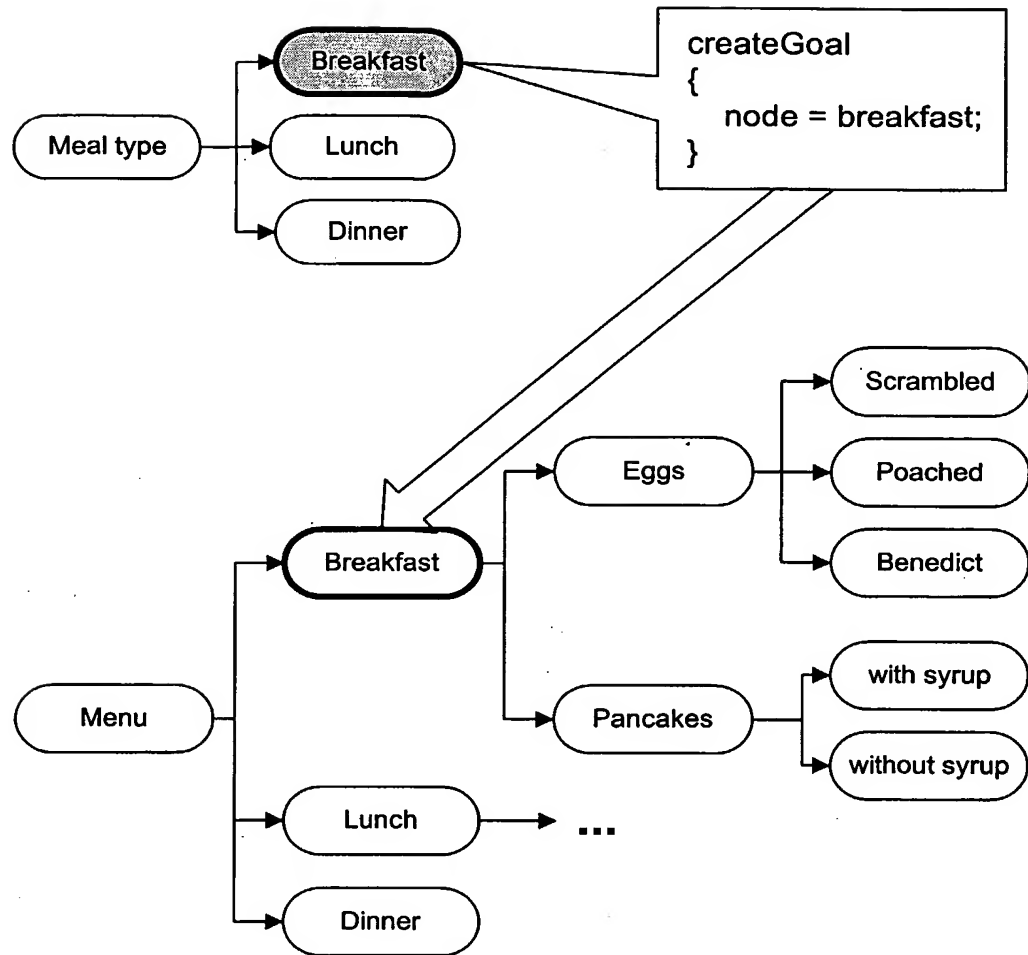 Breakfast
createGoal
{
node = breakfast;
}
Meal type
Lunch
Dinner
Scrambled
Eggs
Poached
Breakfast
Benedict
with syrup
Menu
Pancakes
without syrup
Lunch
...
Dinner